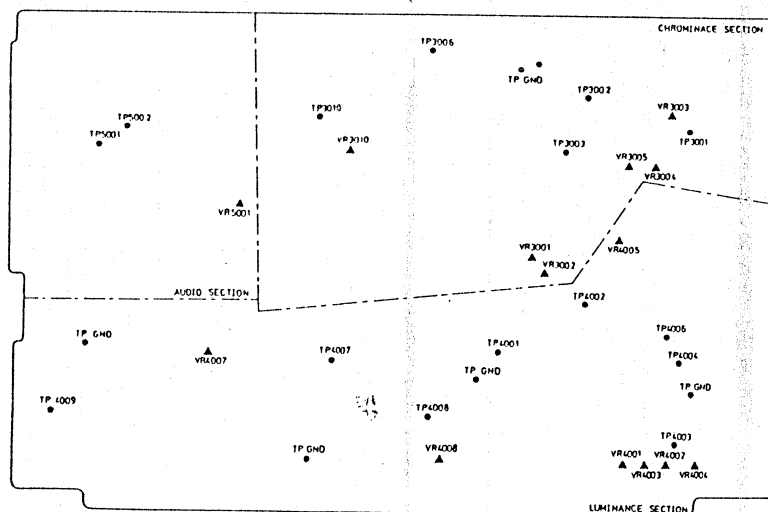 CHROMINACE SECTION
TP3006
TP GND
TP3002
TP5002
TP3010
VR3003
TP5001
VR3010
TP3001
TP3003
VR3005
VR3004
VR5001
VR3001
VR4005
VR3002
AUDIO SECTION
TP4002
TP GND
TP4006
VR4007
TP4007
TP4001
TP4004
TP GND
TP GND
TP 4009
TP4008
TP4003
TP GND
VR4008
VR4001
VR4002
VR4003
VR4004
LUMINANCE SECTION